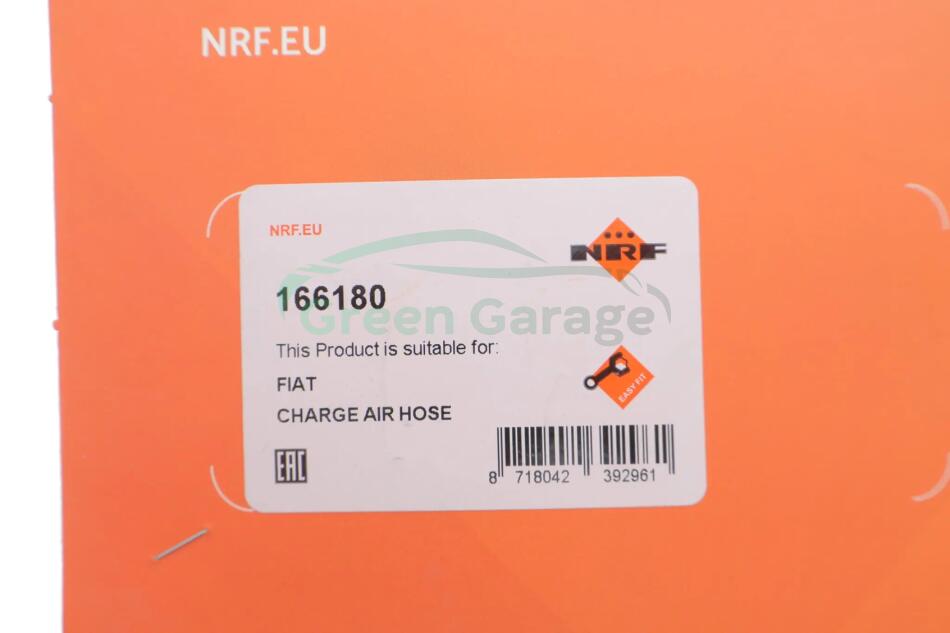 NRF.EU
NRF.EU
NRF
166180
Green Garage
This Product is suitable for:
FIAT
EASY FIT
CHARGE AIR HOSE
EAC
8 718042 392961